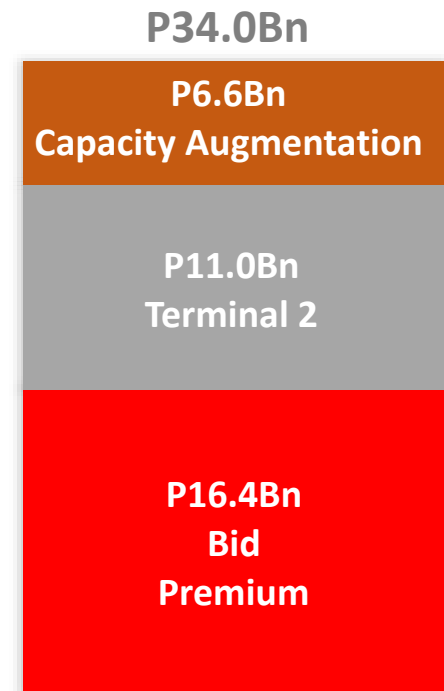 P34.0Bn
P6.6Bn
Capacity Augmentation
P11.0Bn
Terminal 2
P16.4Bn
Bid
Premium